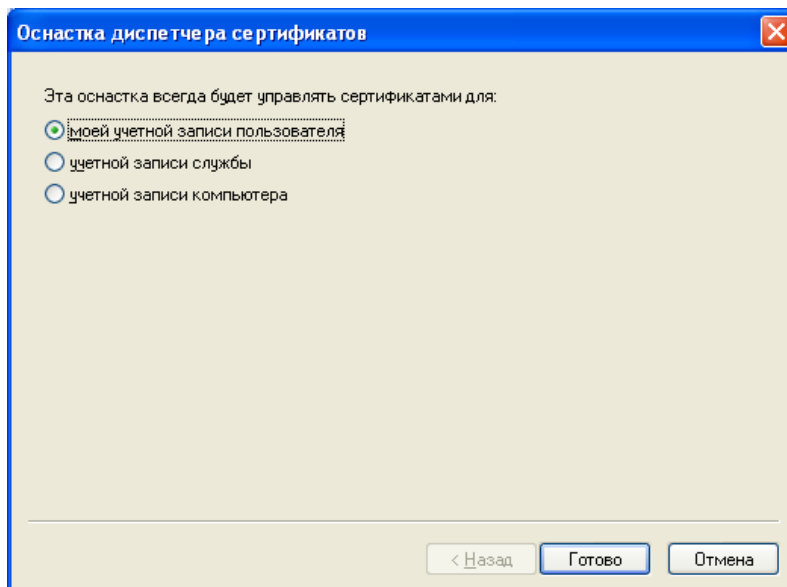 Оснастка диспетчера сертификатов
Эта оснастка всегда будет управлять сертификатами для:
моей учетной записи пользователя
учетной записи службы
учетной записи компьютера
< Назад Готово Отмена